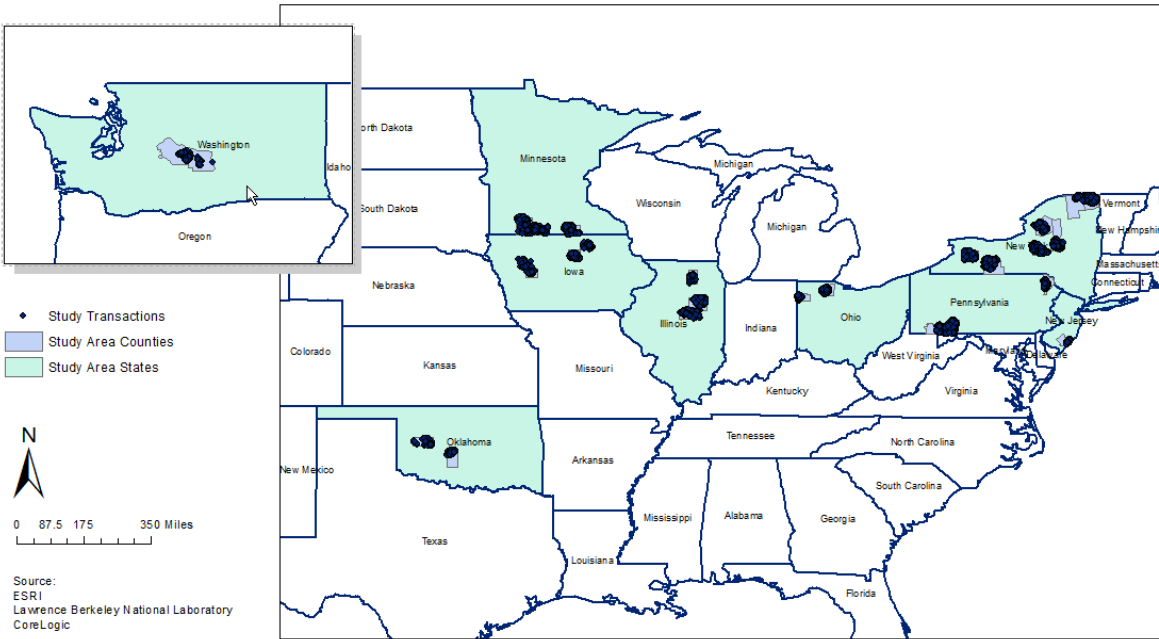 Washington
Idaho
Oregon
Study Transactions
Study Area Counties
Study Area States
N
0 87.5 175 350 Miles
Source:
ESRI
Lawrence Berkeley National Laboratory
CoreLogic
orth Dakota
Minnesota
Michigan
South Dakota
Wisconsin
Michigan
Vermont
New Hampshire
New
Massachusetts
Connecticut
Iowa
Nebraska
Pennsylvania
Illinois
Indiana
Ohio
New Jersey
Colorado
Kansas
Missouri
West Virginia
Maryland
Delaware
Kentucky
Virginia
Oklahoma
Tennessee
North Carolina
New Mexico
Arkansas
South Carolina
Mississippi
Alabama
Georgia
Texas
Louisiana
Florida